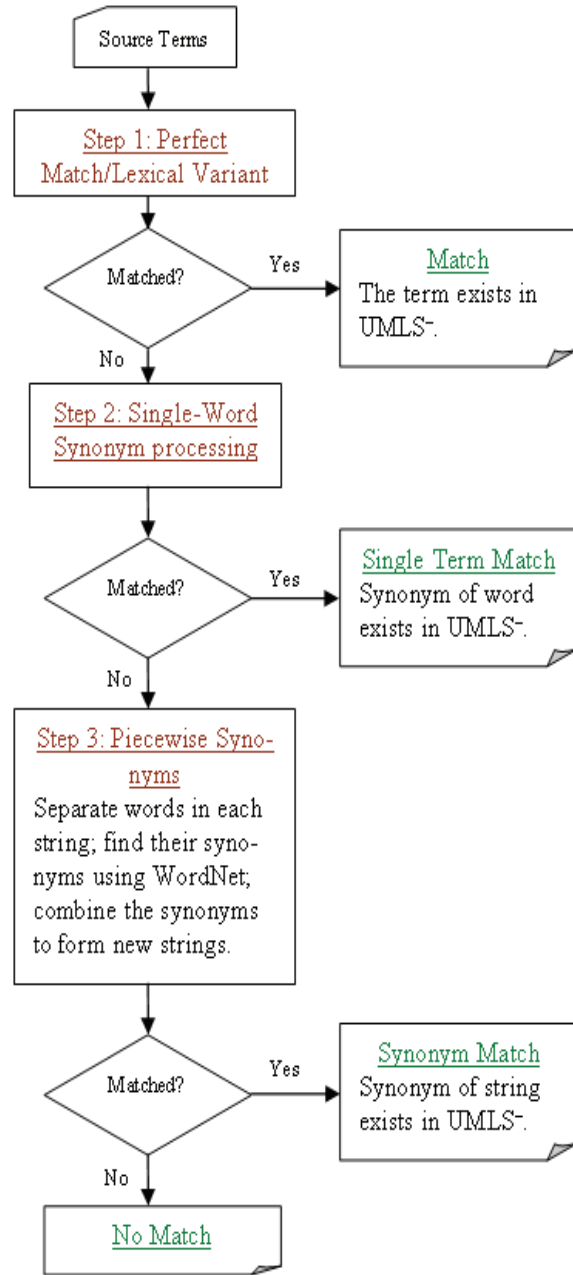 Source Terms
Step 1: Perfect
Match/Lexical Variant
Matched?
Yes
Match
The term exists in
UMLS⁻.
No
Step 2: Single-Word
Synonym processing
Matched?
Yes
Single Term Match
Synonym of word
exists in UMLS⁻.
No
Step 3: Piecewise Syno-
nyms
Separate words in each
string; find their syno-
nyms using WordNet;
combine the synonyms
to form new strings.
Matched?
Yes
Synonym Match
Synonym of string
exists in UMLS⁻.
No
No Match